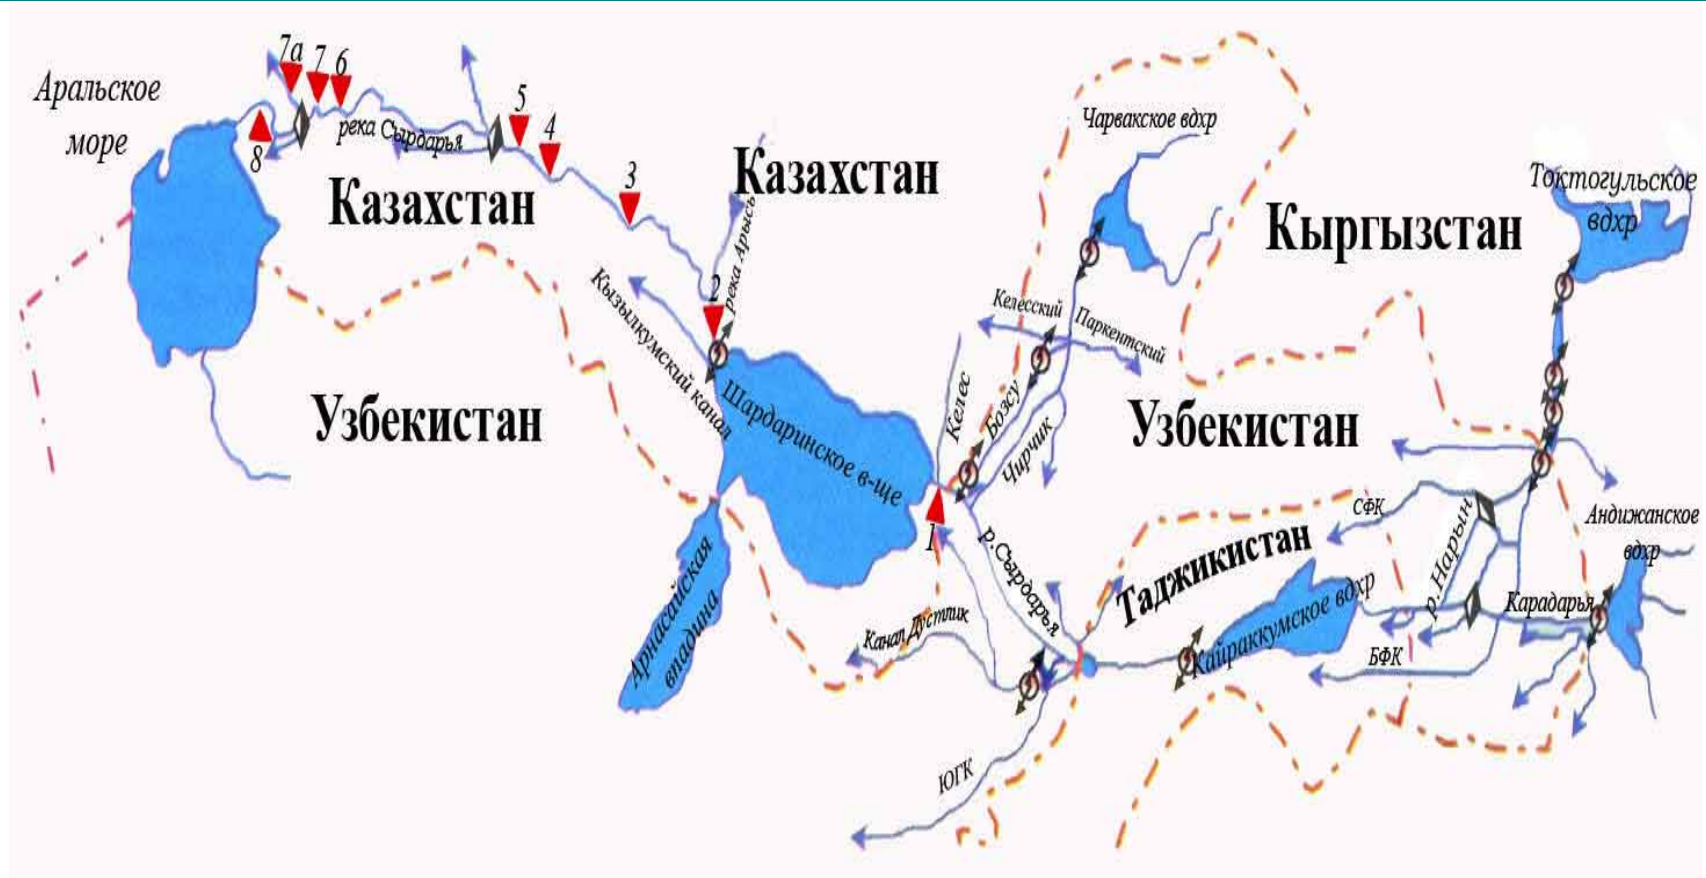 7а
7
6
Аральское
море
8
река Сырдарья
5
4
3
Казахстан
Казахстан
Чарвакское вдхр
Токтогульское
вдхр
Кыргызстан
2
река Арысь
Кызылкумский канал
Шардаринское в-ще
Келесский
Паркентский
Келес
Бозсу
Чирчик
Узбекистан
Узбекистан
1
р.Сырдарья
СФК
р. Нарын
Андижанское
вдхр
Таджикистан
Кайраккумское вдхр
Карадарья
БФК
Арнасайская
впадина
Канал Дустлик
ЮГК